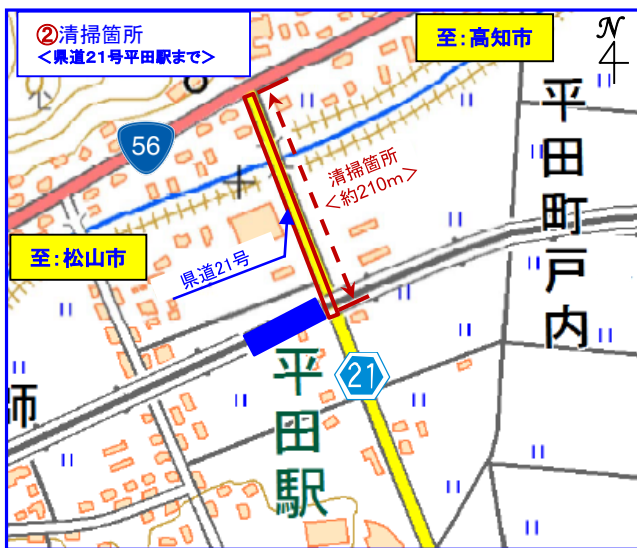 ②清掃箇所
<県道21号平田駅まで>
至:高知市
N
56
清掃箇所
<約210m>
平田町戸内
至:松山市
県道21号
21
平田駅
師